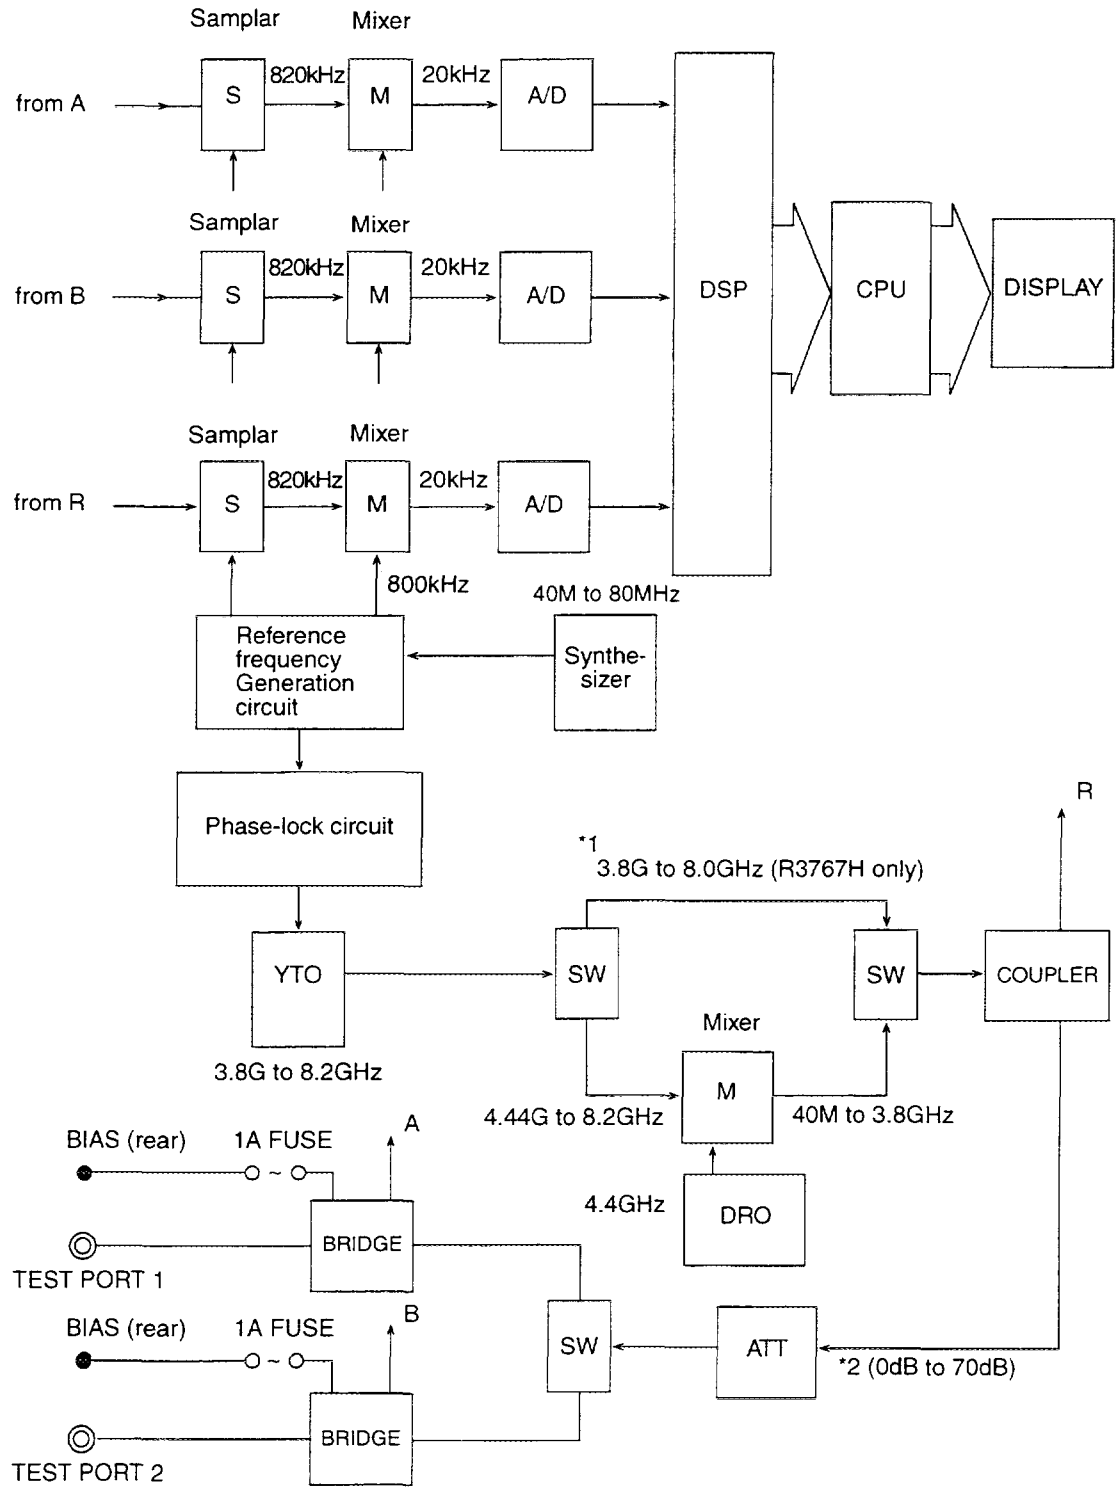 Samplar
Mixer
from A
S
820kHz
M
20kHz
A/D
Samplar
Mixer
from B
S
820kHz
M
20kHz
A/D
DSP
CPU
DISPLAY
Samplar
Mixer
from R
S
820kHz
M
20kHz
A/D
800kHz
40M to 80MHz
Reference
frequency
Generation
circuit
Synthe-
sizer
Phase-lock circuit
R
*1
3.8G to 8.0GHz (R3767H only)
YTO
SW
SW
COUPLER
3.8G to 8.2GHz
Mixer
M
4.44G to 8.2GHz
40M to 3.8GHz
A
BIAS (rear)
1A FUSE
~
4.4GHz
DRO
BRIDGE
TEST PORT 1
B
BIAS (rear)
1A FUSE
~
SW
ATT
*2 (0dB to 70dB)
BRIDGE
TEST PORT 2